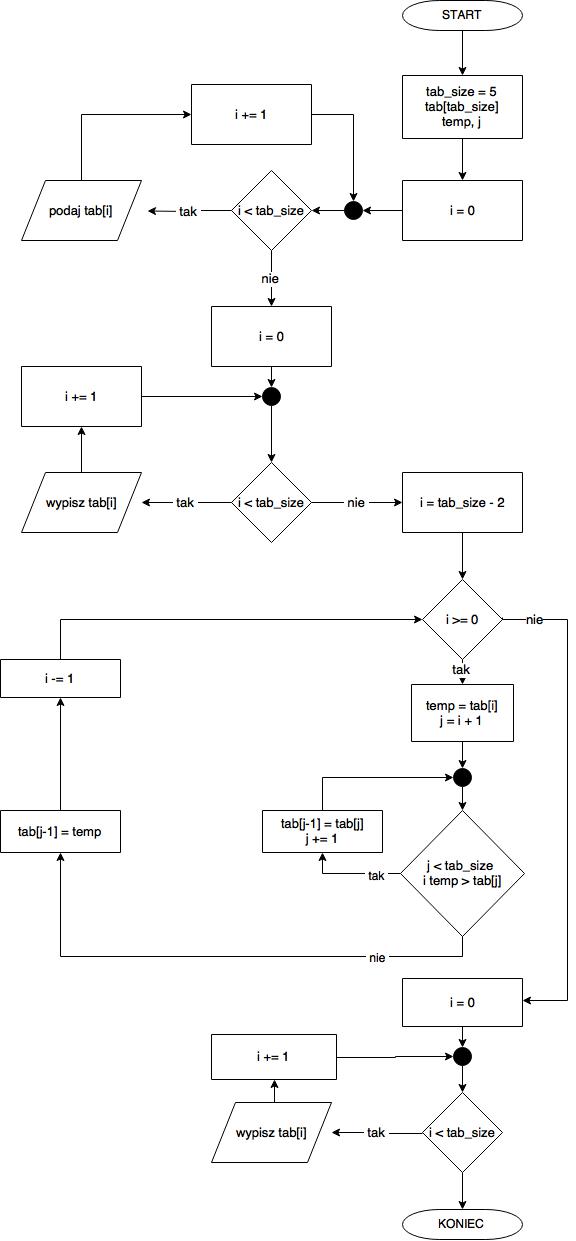 START
tab_size = 5
tab[tab_size]
temp, j
i += 1
podaj tab[i]
tak
i < tab_size
i = 0
nie
i = 0
i += 1
wypisz tab[i]
tak
i < tab_size
nie
i = tab_size - 2
i >= 0
nie
tak
i -= 1
temp = tab[i]
j = i + 1
tab[j-1] = temp
tab[j-1] = tab[j]
j += 1
j < tab_size
i temp > tab[j]
tak
nie
i = 0
i += 1
wypisz tab[i]
tak
i < tab_size
KONIEC